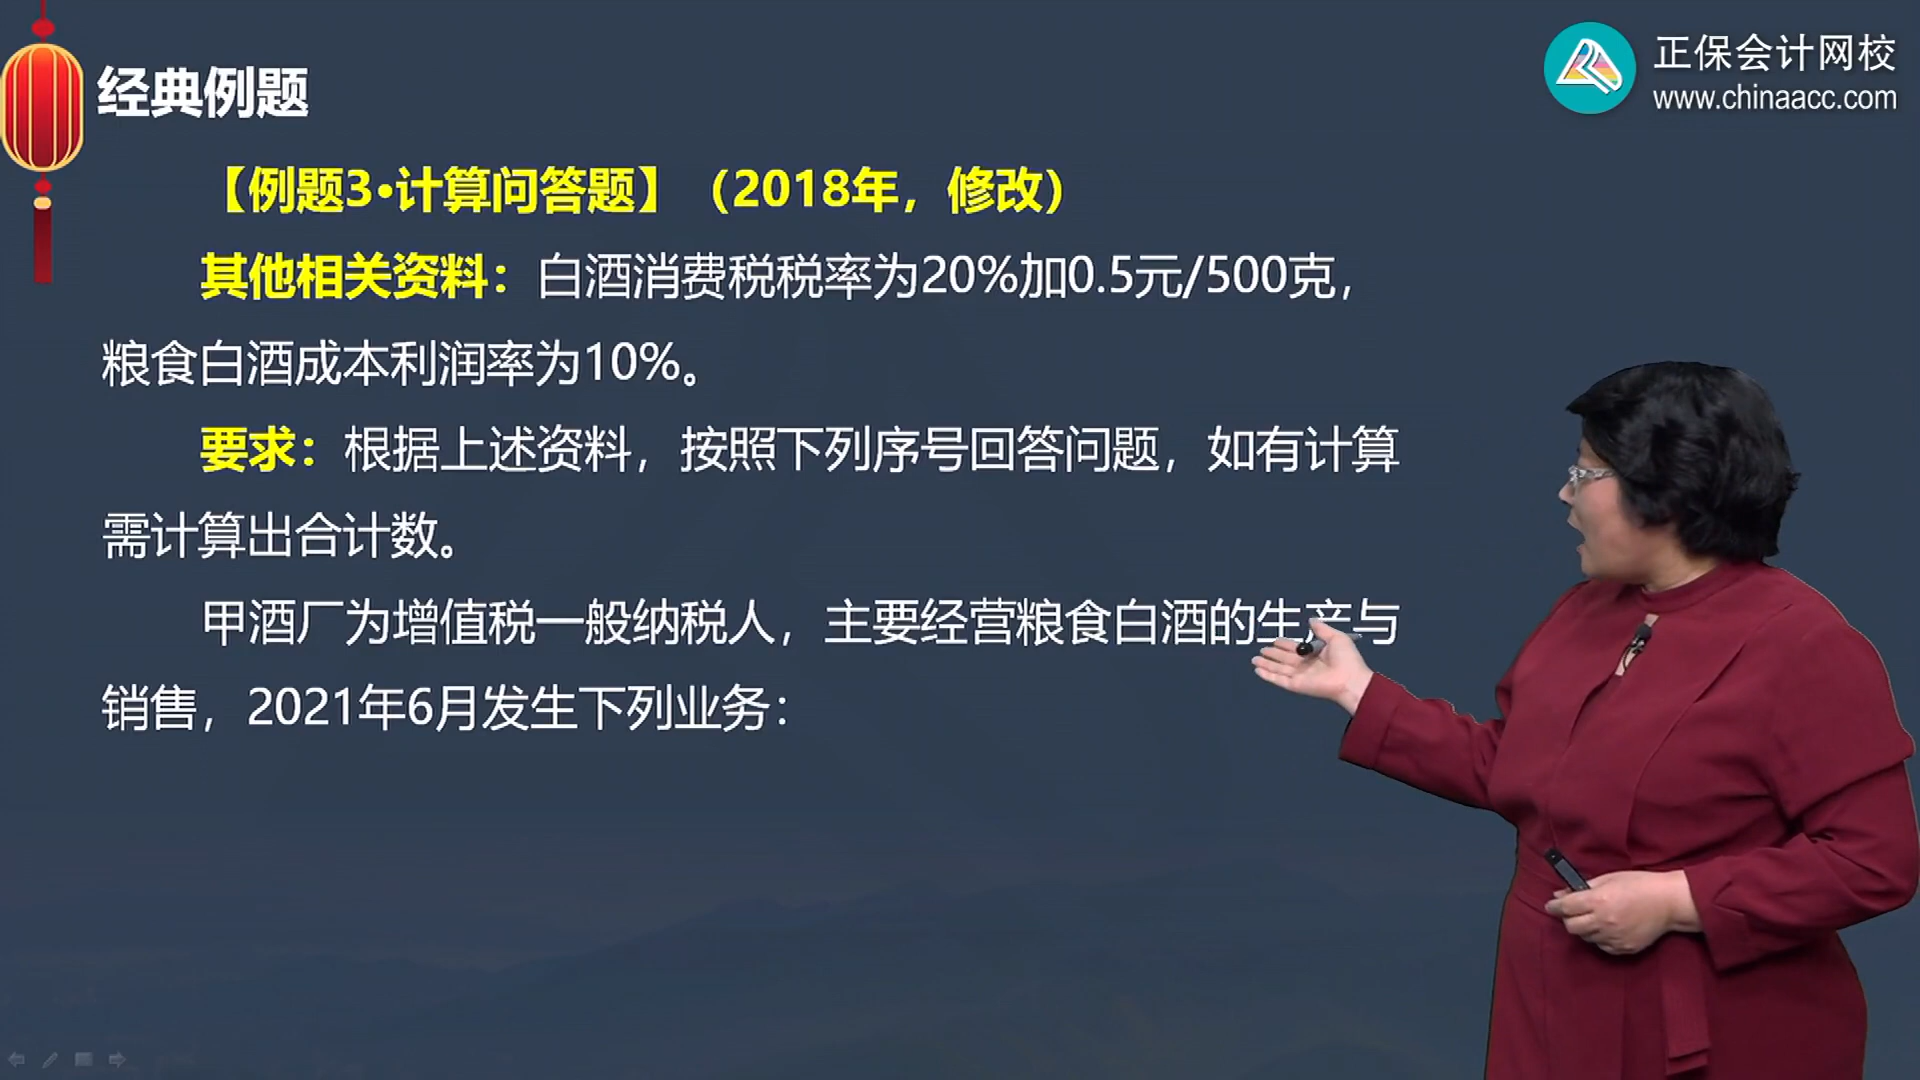 正保会计网校
www.chinaacc.com
经典例题
【例题3·计算问答题】（2018年，修改）
其他相关资料：白酒消费税税率为20%加0.5元/500克，
粮食白酒成本利润率为10%。
要求：根据上述资料，按照下列序号回答问题，如有计算
需计算出合计数。
甲酒厂为增值税一般纳税人，主要经营粮食白酒的生产与
销售，2021年6月发生下列业务：